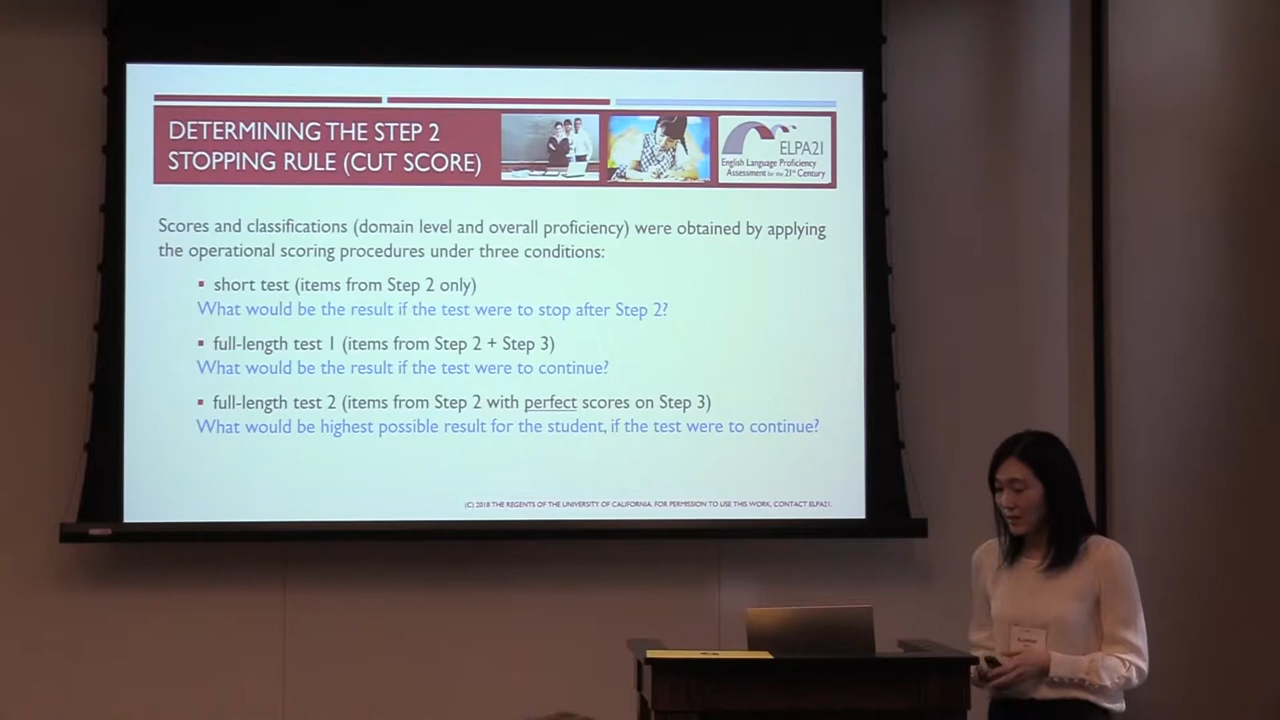 DETERMINING THE STEP 2
STOPPING RULE (CUT SCORE)
ELPA21
English Language Proficiency
Assessment for the 21st Century
Scores and classifications (domain level and overall proficiency) were obtained by applying
the operational scoring procedures under three conditions:
▪ short test (items from Step 2 only)
What would be the result if the test were to stop after Step 2?
▪ full-length test 1 (items from Step 2 + Step 3)
What would be the result if the test were to continue?
▪ full-length test 2 (items from Step 2 with perfect scores on Step 3)
What would be highest possible result for the student, if the test were to continue?
(C) 2018 THE REGENTS OF THE UNIVERSITY OF CALIFORNIA. FOR PERMISSION TO USE THIS WORK, CONTACT ELPA21.